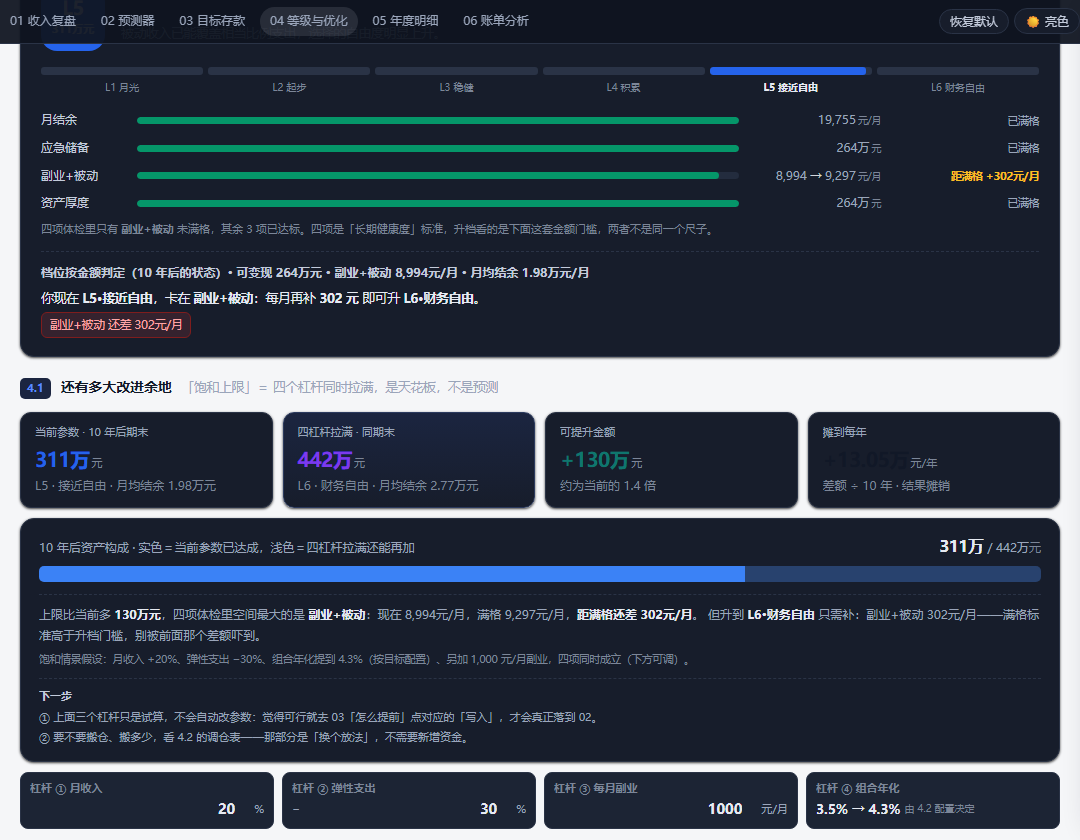 01 收入复盘 02 预测器 03 目标存款 04 等级与优化 05 年度明细 06 账单分析 恢复默认 亮色
L1 月光 L2 起步 L3 稳健 L4 积累 L5 接近自由 L6 财务自由
月结余 19,755元/月 已满格
应急储备 264万元 已满格
副业+被动 8,994 → 9,297元/月 距满格 +302元/月
资产厚度 264万元 已满格
四项体检里只有 副业+被动 未满格，其余 3 项已达标。四项是「长期健康度」标准，升档看的是下面这套金额门槛，两者不是同一个尺子。
档位按金额判定（10 年后的状态）· 可变现 264万元 · 副业+被动 8,994元/月 · 月均结余 1.98万元/月
你现在 L5·接近自由，卡在 副业+被动：每月再补 302 元 即可升 L6·财务自由。
副业+被动 还差 302元/月
4.1 还有多大改进余地 「饱和上限」＝ 四个杠杆同时拉满，是天花板，不是预测
当前参数 · 10 年后期末
311万元
L5 · 接近自由 · 月均结余 1.98万元
四杠杆拉满 · 同期末
442万元
L6 · 财务自由 · 月均结余 2.77万元
可提升金额
+130万元
约为当前的 1.4 倍
摊到每年
+13.05万元/年
差额 ÷ 10 年 · 结果摊销
10 年后资产构成 · 实色＝当前参数已达成，浅色＝四杠杆拉满还能再加 311万 / 442万元
上限比当前多 130万元，四项体检里空间最大的是 副业+被动：现在 8,994元/月，满格 9,297元/月，距满格还差 302元/月。 但升到 L6·财务自由 只需补：副业+被动 302元/月——满格标
准高于升档门槛，别被前面那个差额吓到。
饱和情景假设：月收入 +20%、弹性支出 −30%、组合年化提到 4.3%（按目标配置）、另加 1,000 元/月副业，四项同时成立（下方可调）。
下一步
① 上面三个杠杆只是试算，不会自动改参数：觉得可行就去 03「怎么提前」点对应的「写入」，才会真正落到 02。
② 要不要搬仓、搬多少，看 4.2 的调仓表——那部分是「换个放法」，不需要新增资金。
杠杆 ① 月收入
20 %
杠杆 ② 弹性支出
− 30 %
杠杆 ③ 每月副业
1000 元/月
杠杆 ④ 组合年化
3.5% → 4.3% 由 4.2 配置决定